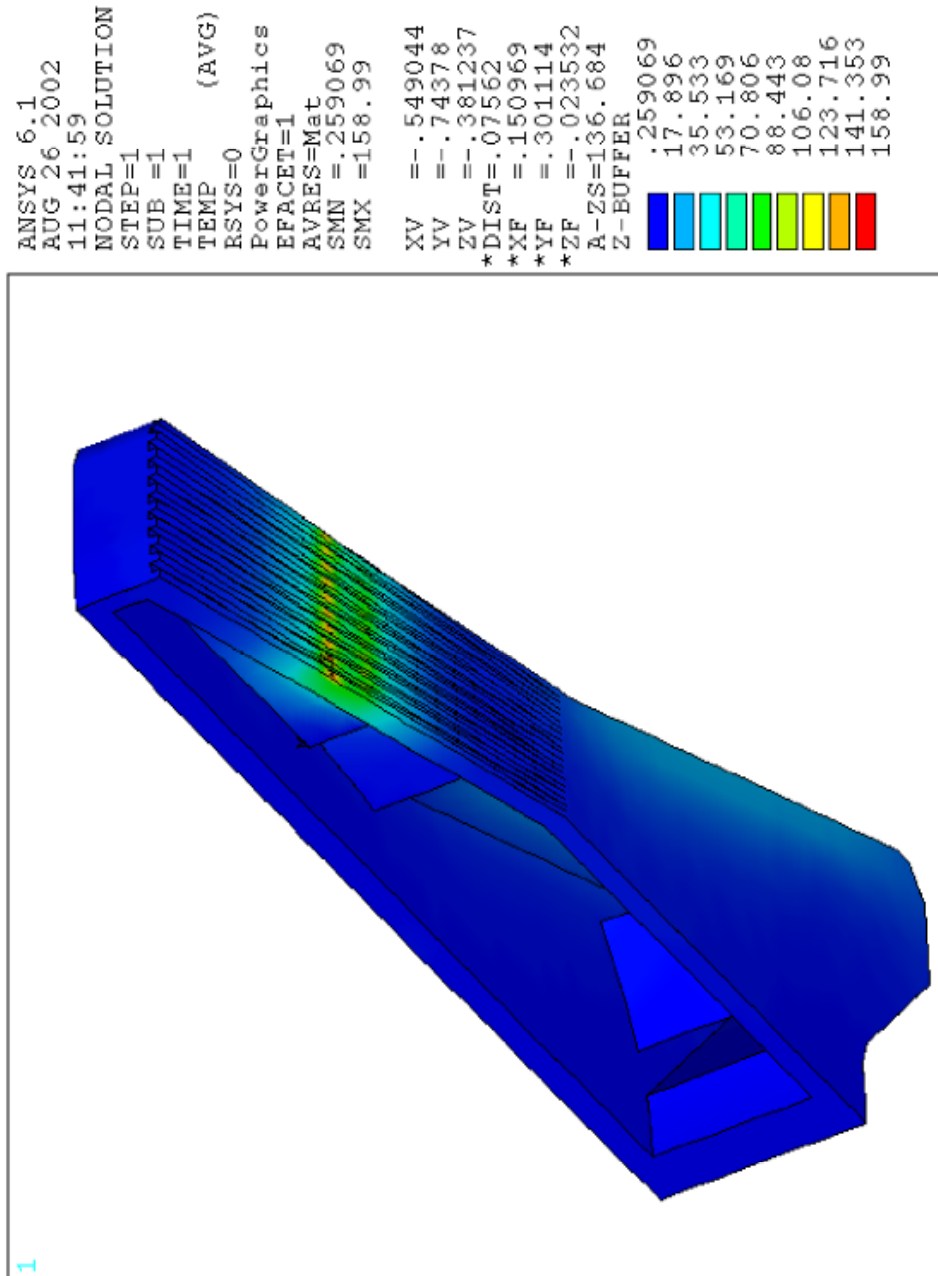 1
ANSYS 6.1
AUG 26 2002
11:41:59
NODAL SOLUTION
STEP=1
SUB =1
TIME=1
TEMP (AVG)
RSYS=0
PowerGraphics
EFACET=1
AVRES=Mat
SMN =.259069
SMX =158.99
XV =-.549044
YV =-.74378
ZV =-.381237
*DIST=.07562
*XF =.150969
*YF =.301114
*ZF =-.023532
A-ZS=136.684
Z-BUFFER
.259069
17.896
35.533
53.169
70.806
88.443
106.08
123.716
141.353
158.99